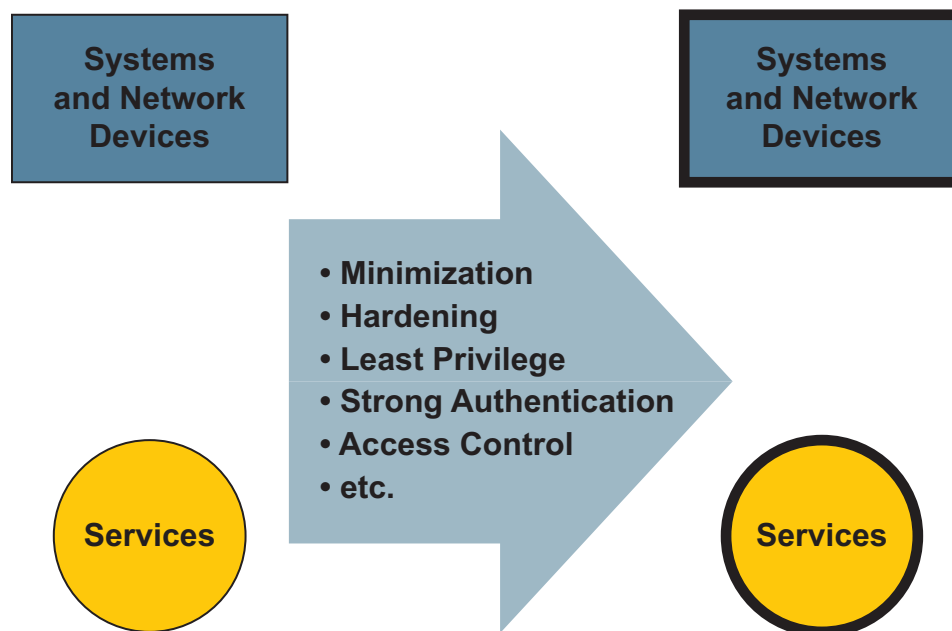 Systems
and Network
Devices
Systems
and Network
Devices
• Minimization
• Hardening
• Least Privilege
• Strong Authentication
• Access Control
• etc.
Services
Services